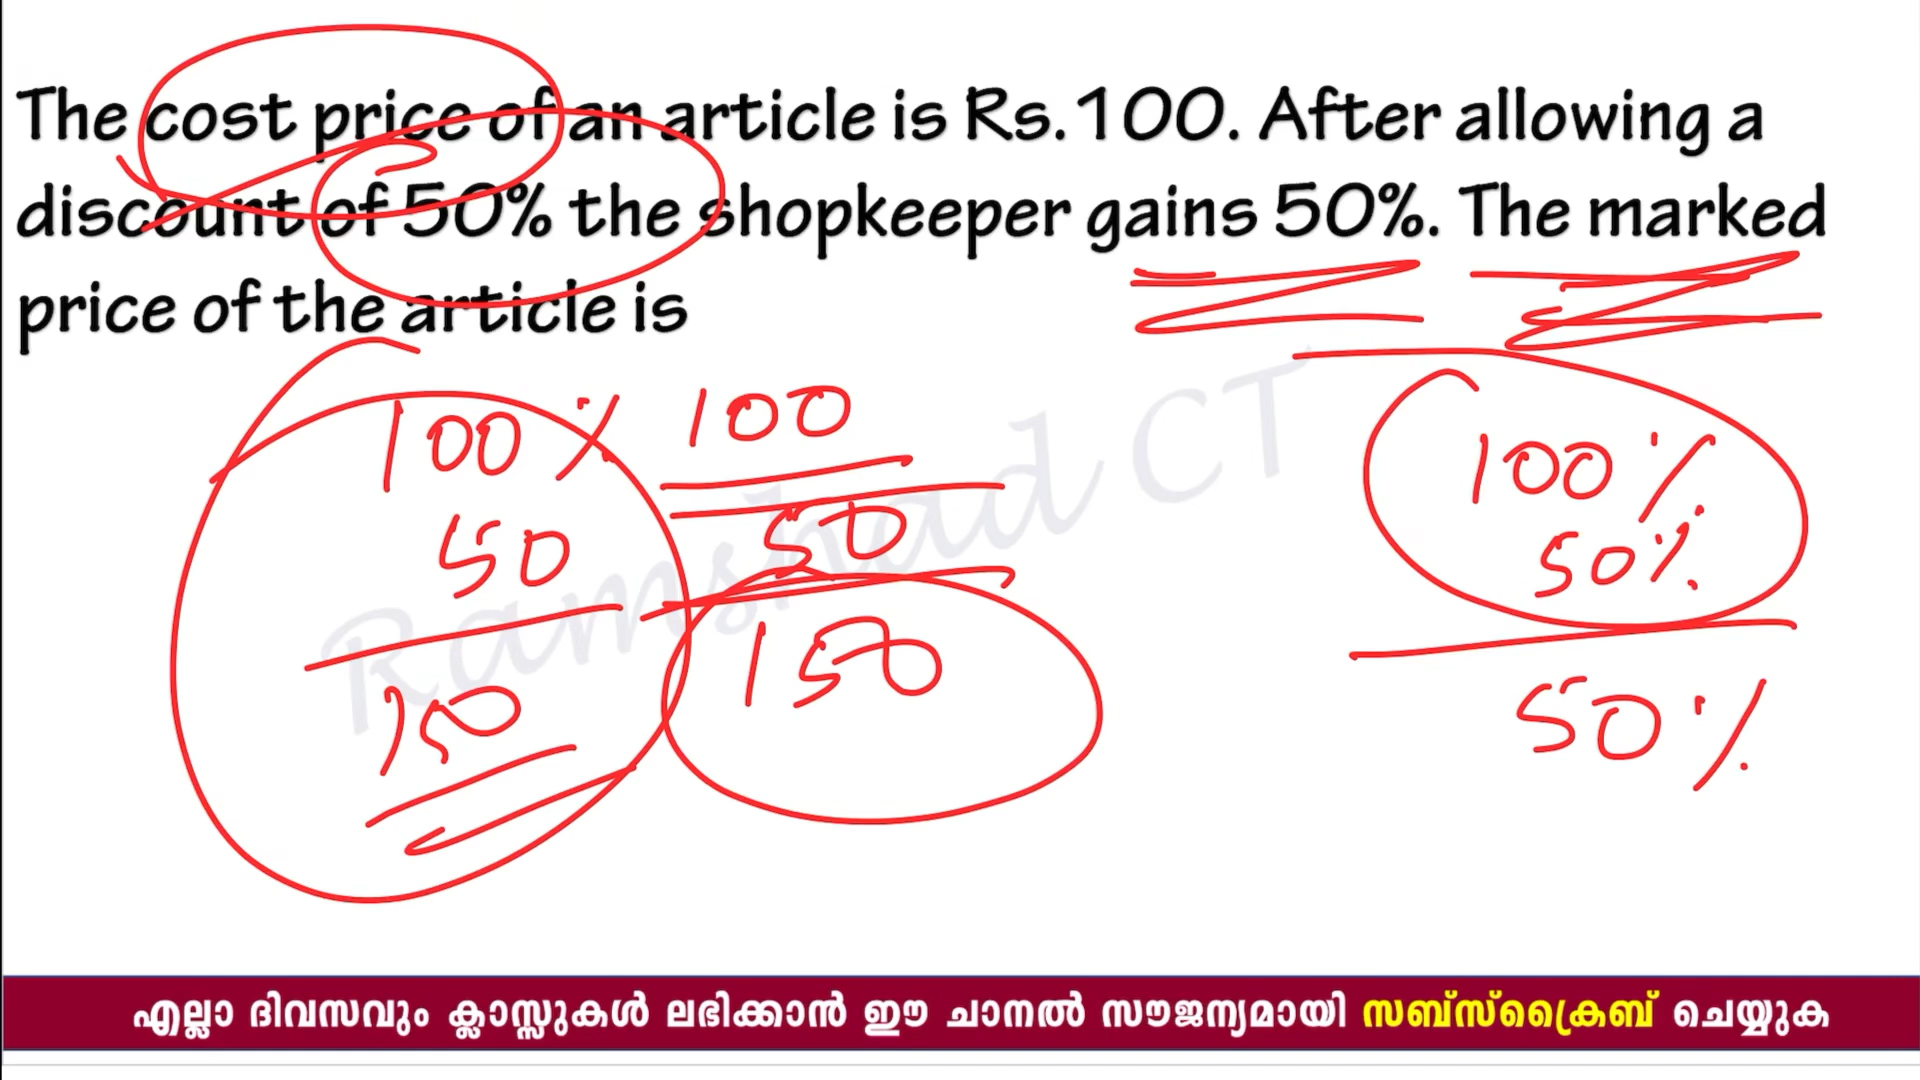 The cost price of an article is Rs.100. After allowing a
discount of 50% the shopkeeper gains 50%. The marked
price of the article is
100% 100 100%
50 50 50%
150 150 50%
Ramshad CT
എല്ലാ ദിവസവും ക്ലാസ്സുകൾ ലഭിക്കാൻ ഈ ചാനൽ സൗജന്യമായി സബ്സ്ക്രൈബ് ചെയ്യുക